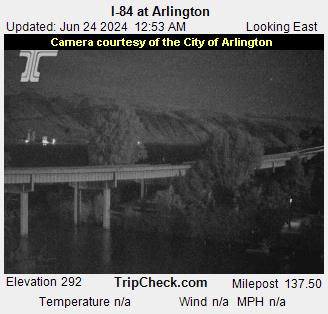 I-84 at Arlington
Updated: Jun 24 2024 12:53 AM Looking East
Camera courtesy of the City of Arlington
Elevation 292 TripCheck.com Milepost 137.50
Temperature n/a Wind n/a MPH n/a